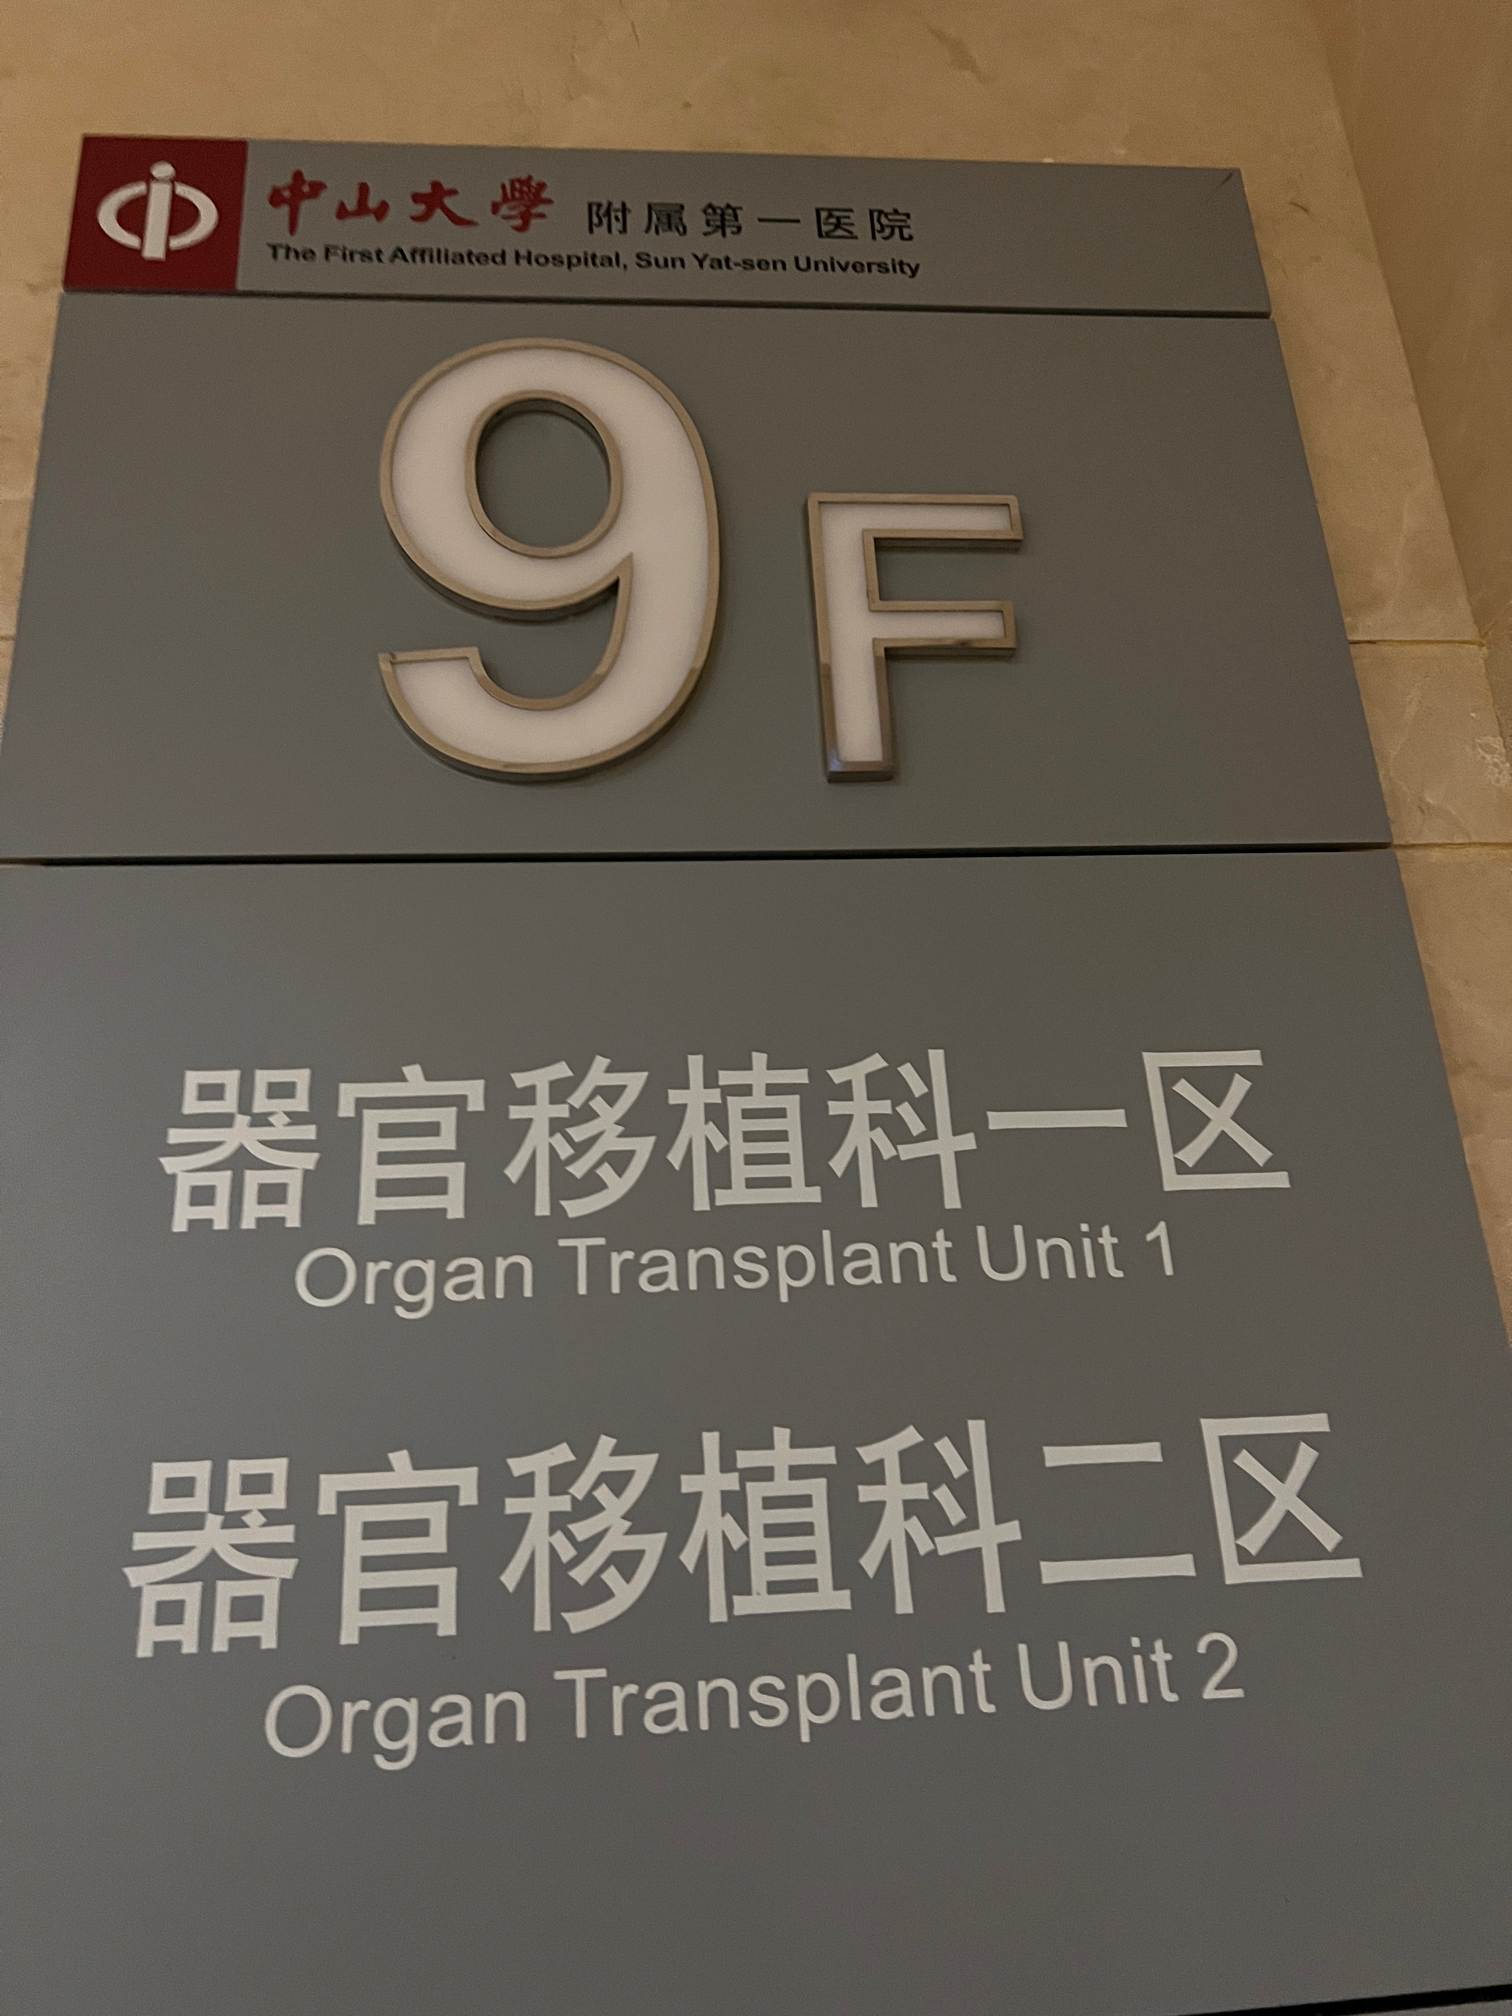 中山大學 附属第一医院
The First Affiliated Hospital, Sun Yat-sen University
9F
器官移植科一区
Organ Transplant Unit 1
器官移植科二区
Organ Transplant Unit 2